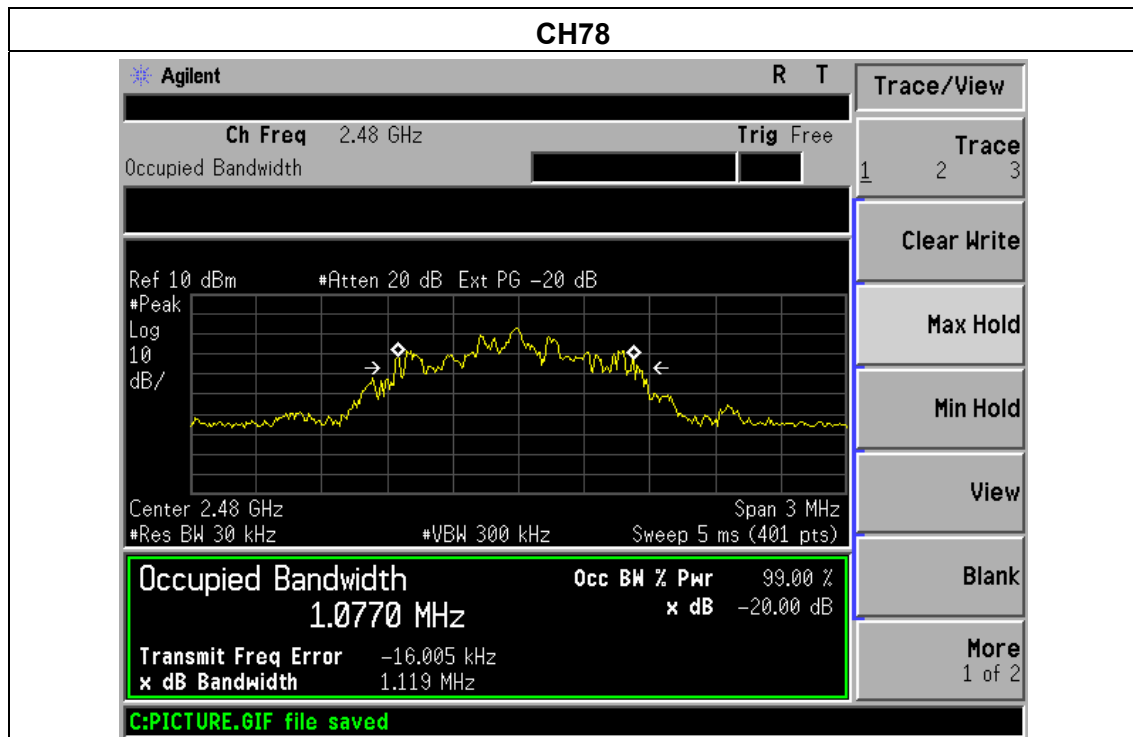 CH78
Agilent R T
Trace/View
Ch Freq 2.48 GHz Trig Free
Occupied Bandwidth
Trace
1 2 3
Clear Write
Max Hold
Min Hold
View
Blank
More
1 of 2
Ref 10 dBm #Atten 20 dB Ext PG -20 dB
#Peak
Log
10
dB/
Center 2.48 GHz Span 3 MHz
#Res BW 30 kHz #VBW 300 kHz Sweep 5 ms (401 pts)
Occupied Bandwidth Occ BW % Pwr 99.00 %
1.0770 MHz x dB -20.00 dB
Transmit Freq Error -16.005 kHz
x dB Bandwidth 1.119 MHz
C:PICTURE.GIF file saved